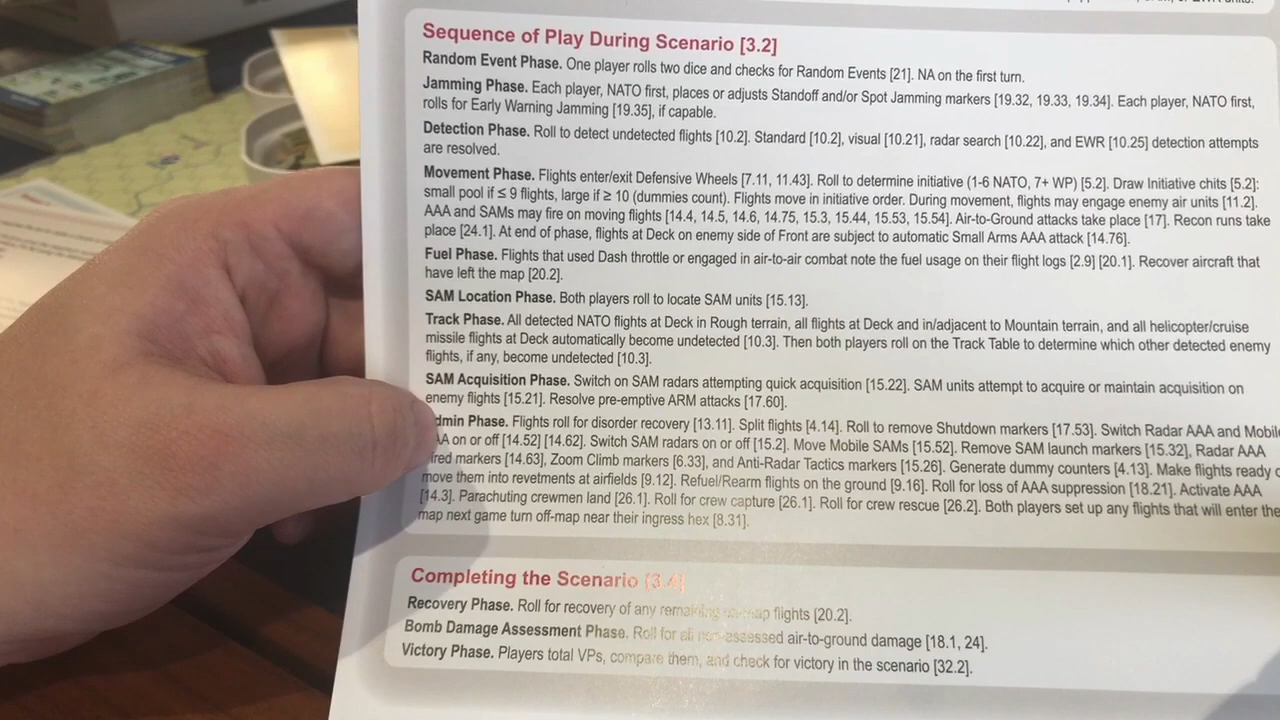 Sequence of Play During Scenario [3.2]
Random Event Phase. One player rolls two dice and checks for Random Events [21]. NA on the first turn.
Jamming Phase. Each player, NATO first, places or adjusts Standoff and/or Spot Jamming markers [19.32, 19.33, 19.34]. Each player, NATO first,
rolls for Early Warning Jamming [19.35], if capable.
Detection Phase. Roll to detect undetected flights [10.2]. Standard [10.2], visual [10.21], radar search [10.22], and EWR [10.25] detection attempts
are resolved.
Movement Phase. Flights enter/exit Defensive Wheels [7.11, 11.43]. Roll to determine initiative (1-6 NATO, 7+ WP) [5.2]. Draw Initiative chits [5.2]:
small pool if ≤ 9 flights, large if ≥ 10 (dummies count). Flights move in initiative order. During movement, flights may engage enemy air units [11.2].
AAA and SAMs may fire on moving flights [14.4, 14.5, 14.6, 14.75, 15.3, 15.44, 15.53, 15.54]. Air-to-Ground attacks take place [17]. Recon runs take
place [24.1]. At end of phase, flights at Deck on enemy side of Front are subject to automatic Small Arms AAA attack [14.76].
Fuel Phase. Flights that used Dash throttle or engaged in air-to-air combat note the fuel usage on their flight logs [2.9] [20.1]. Recover aircraft that
have left the map [20.2].
SAM Location Phase. Both players roll to locate SAM units [15.13].
Track Phase. All detected NATO flights at Deck in Rough terrain, all flights at Deck and in/adjacent to Mountain terrain, and all helicopter/cruise
missile flights at Deck automatically become undetected [10.3]. Then both players roll on the Track Table to determine which other detected enemy
flights, if any, become undetected [10.3].
SAM Acquisition Phase. Switch on SAM radars attempting quick acquisition [15.22]. SAM units attempt to acquire or maintain acquisition on
enemy flights [15.21]. Resolve pre-emptive ARM attacks [17.60].
dmin Phase. Flights roll for disorder recovery [13.11]. Split flights [4.14]. Roll to remove Shutdown markers [17.53]. Switch Radar AAA and Mobil
AA on or off [14.52] [14.62]. Switch SAM radars on or off [15.2]. Move Mobile SAMs [15.52]. Remove SAM launch markers [15.32], Radar AAA
ired markers [14.63], Zoom Climb markers [6.33], and Anti-Radar Tactics markers [15.26]. Generate dummy counters [4.13]. Make flights ready o
move them into revetments at airfields [9.12]. Refuel/Rearm flights on the ground [9.16]. Roll for loss of AAA suppression [18.21]. Activate AAA
[14.3]. Parachuting crewmen land [26.1]. Roll for crew capture [26.1]. Roll for crew rescue [26.2]. Both players set up any flights that will enter the
map next game turn off-map near their ingress hex [8.31].
Completing the Scenario [3.4]
Recovery Phase. Roll for recovery of any remaining on-map flights [20.2].
Bomb Damage Assessment Phase. Roll for all non-assessed air-to-ground damage [18.1, 24].
Victory Phase. Players total VPs, compare them, and check for victory in the scenario [32.2].